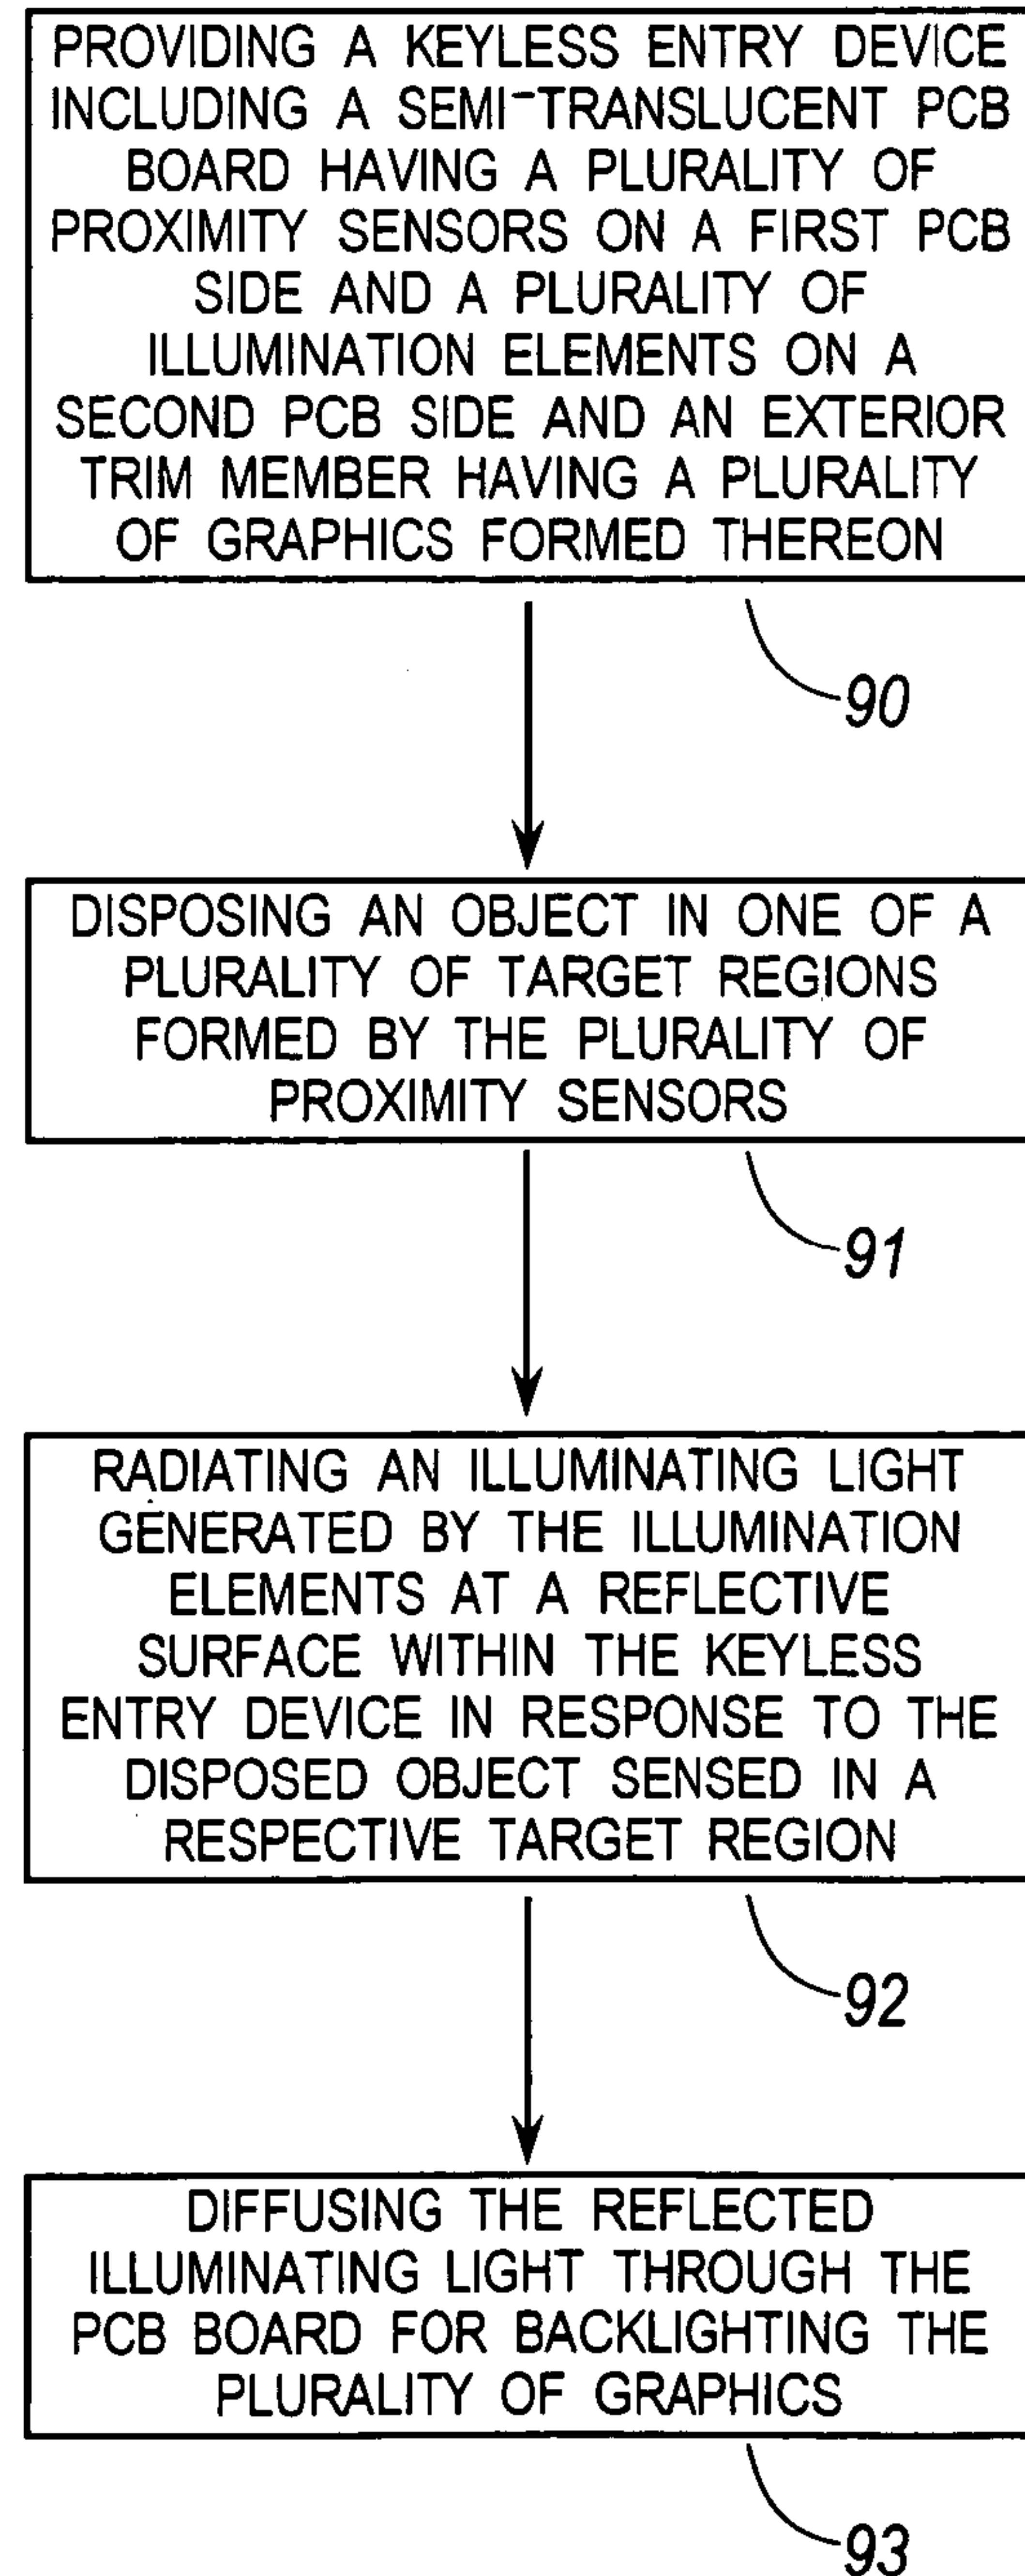 PROVIDING A KEYLESS ENTRY DEVICE
INCLUDING A SEMI-TRANSLUCENT PCB
BOARD HAVING A PLURALITY OF
PROXIMITY SENSORS ON A FIRST PCB
SIDE AND A PLURALITY OF
ILLUMINATION ELEMENTS ON A
SECOND PCB SIDE AND AN EXTERIOR
TRIM MEMBER HAVING A PLURALITY
OF GRAPHICS FORMED THEREON
90
DISPOSING AN OBJECT IN ONE OF A
PLURALITY OF TARGET REGIONS
FORMED BY THE PLURALITY OF
PROXIMITY SENSORS
91
RADIATING AN ILLUMINATING LIGHT
GENERATED BY THE ILLUMINATION
ELEMENTS AT A REFLECTIVE
SURFACE WITHIN THE KEYLESS
ENTRY DEVICE IN RESPONSE TO THE
DISPOSED OBJECT SENSED IN A
RESPECTIVE TARGET REGION
92
DIFFUSING THE REFLECTED
ILLUMINATING LIGHT THROUGH THE
PCB BOARD FOR BACKLIGHTING THE
PLURALITY OF GRAPHICS
93